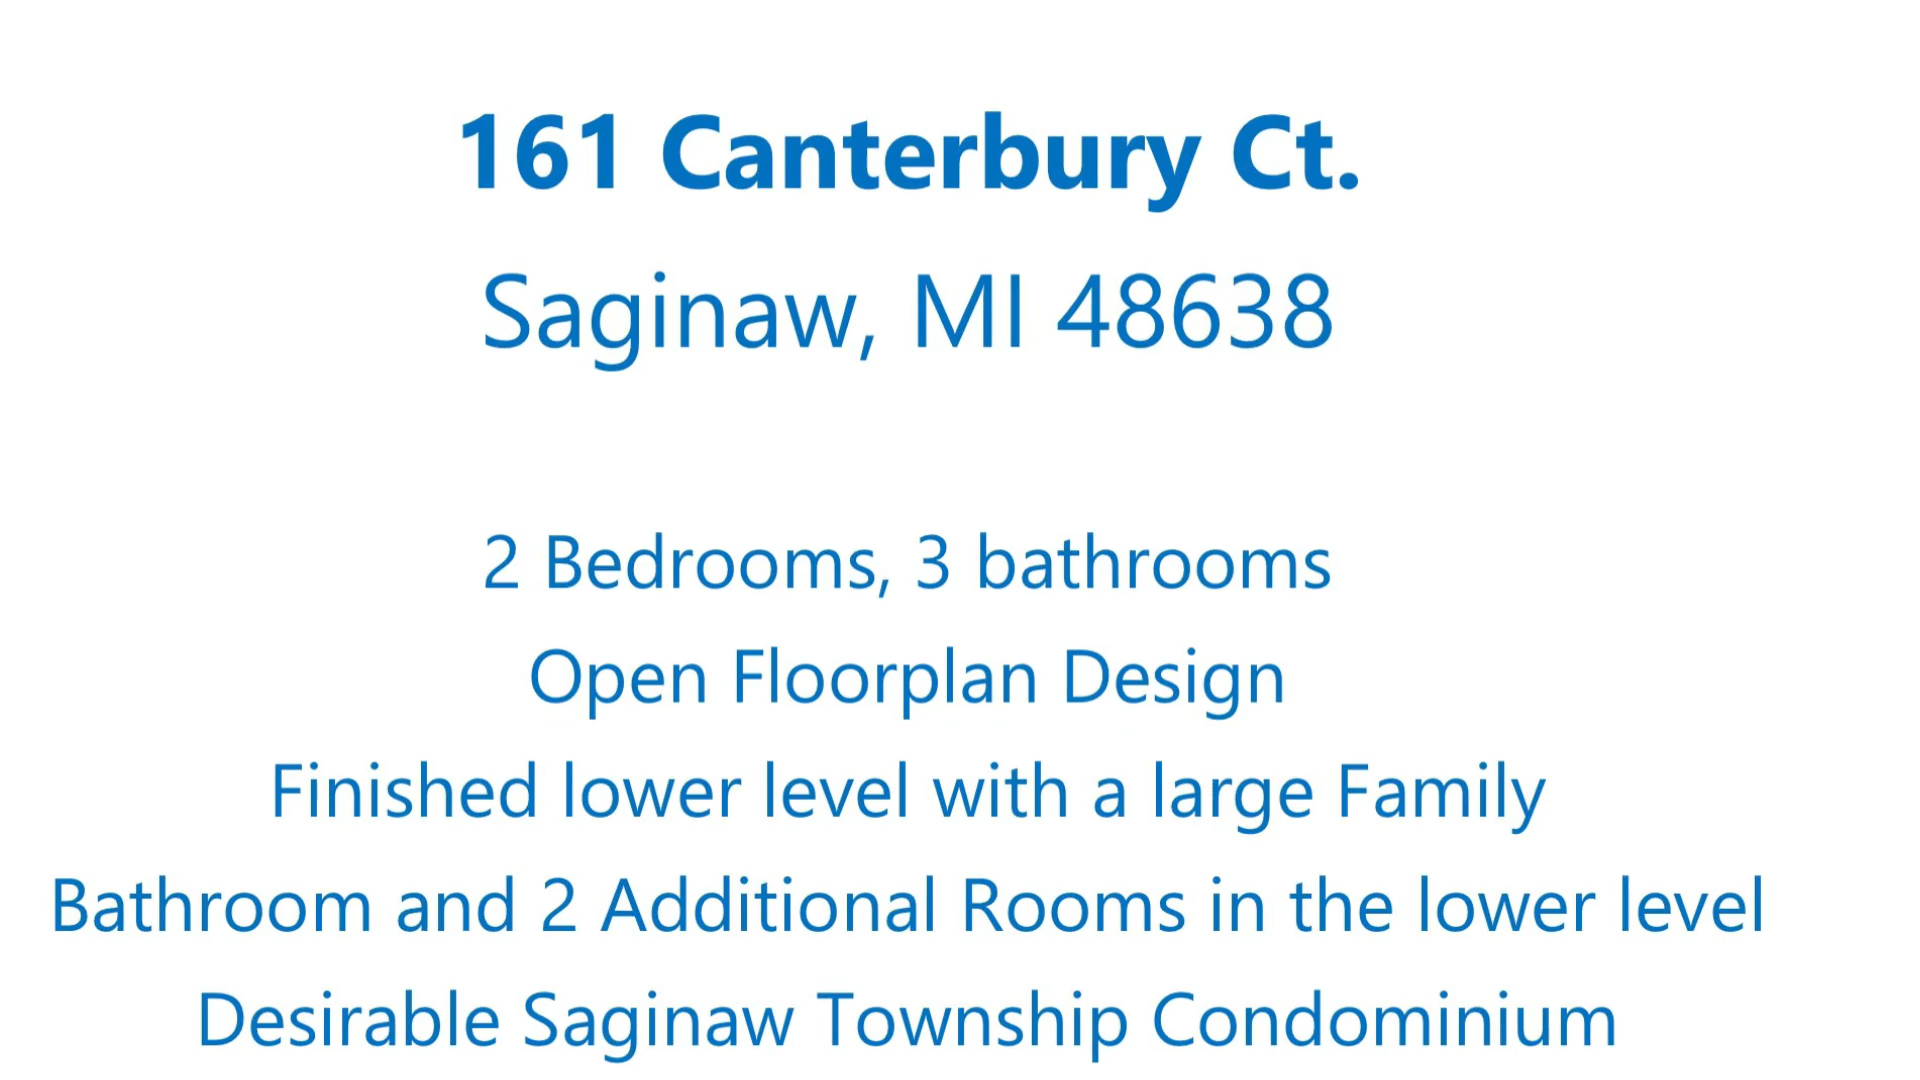 161 Canterbury Ct.
Saginaw, MI 48638
2 Bedrooms, 3 bathrooms
Open Floorplan Design
Finished lower level with a large Family
Bathroom and 2 Additional Rooms in the lower level
Desirable Saginaw Township Condominium